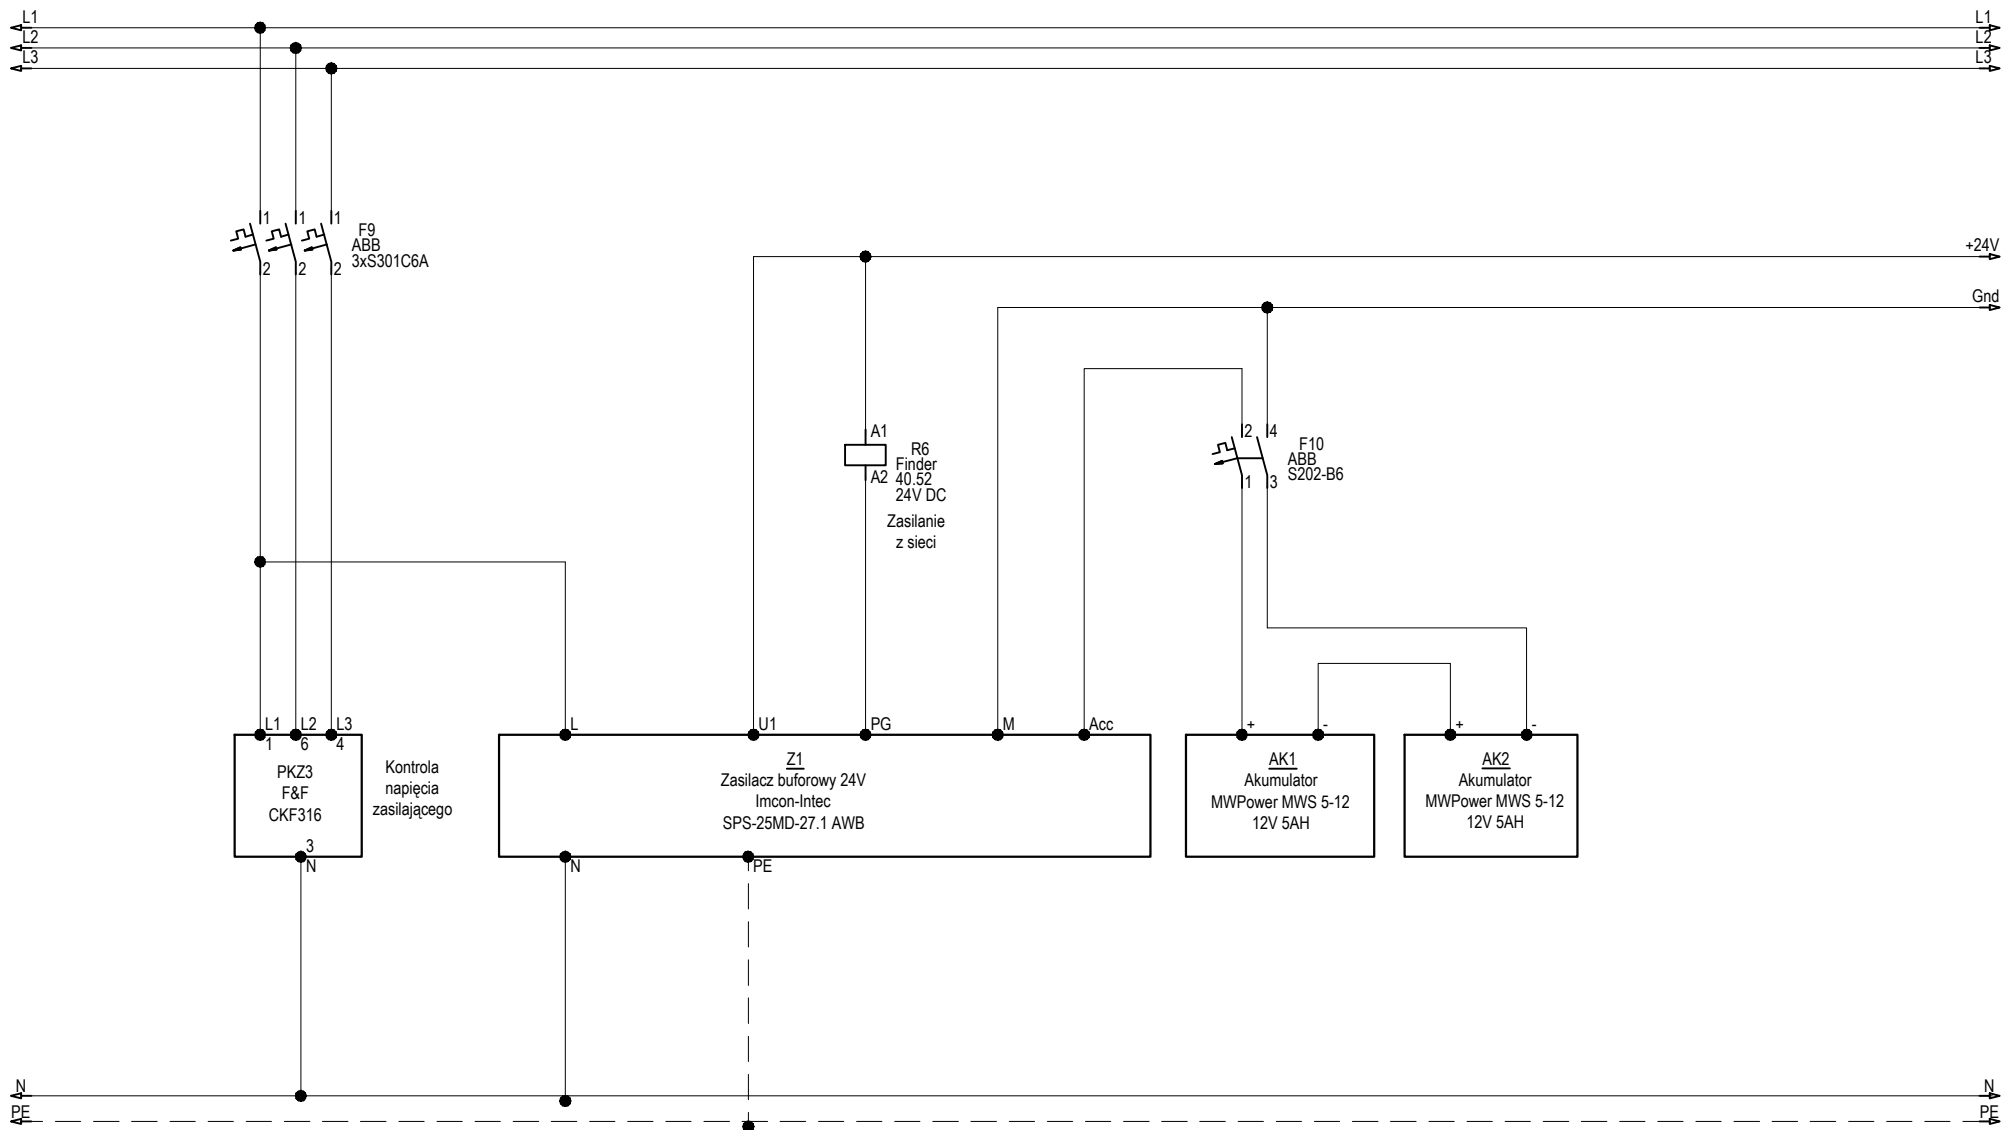 L1
L1
L2
L2
L3
L3
1
1
1
F9
ABB
3xS301C6A
2
2
2
+24V
Gnd
A1
A2
R6
Finder
40.52
24V DC
Zasilanie
z sieci
2
4
F10
ABB
S202-B6
1
3
L1
L2
L3
1
6
4
PKZ3
F&F
CKF316
3
N
Kontrola
napięcia
zasilającego
L
U1
PG
M
Acc
Z1
Zasilacz buforowy 24V
Imcon-Intec
SPS-25MD-27.1 AWB
N
PE
+
-
AK1
Akumulator
MWPower MWS 5-12
12V 5AH
+
-
AK2
Akumulator
MWPower MWS 5-12
12V 5AH
N
N
PE
PE